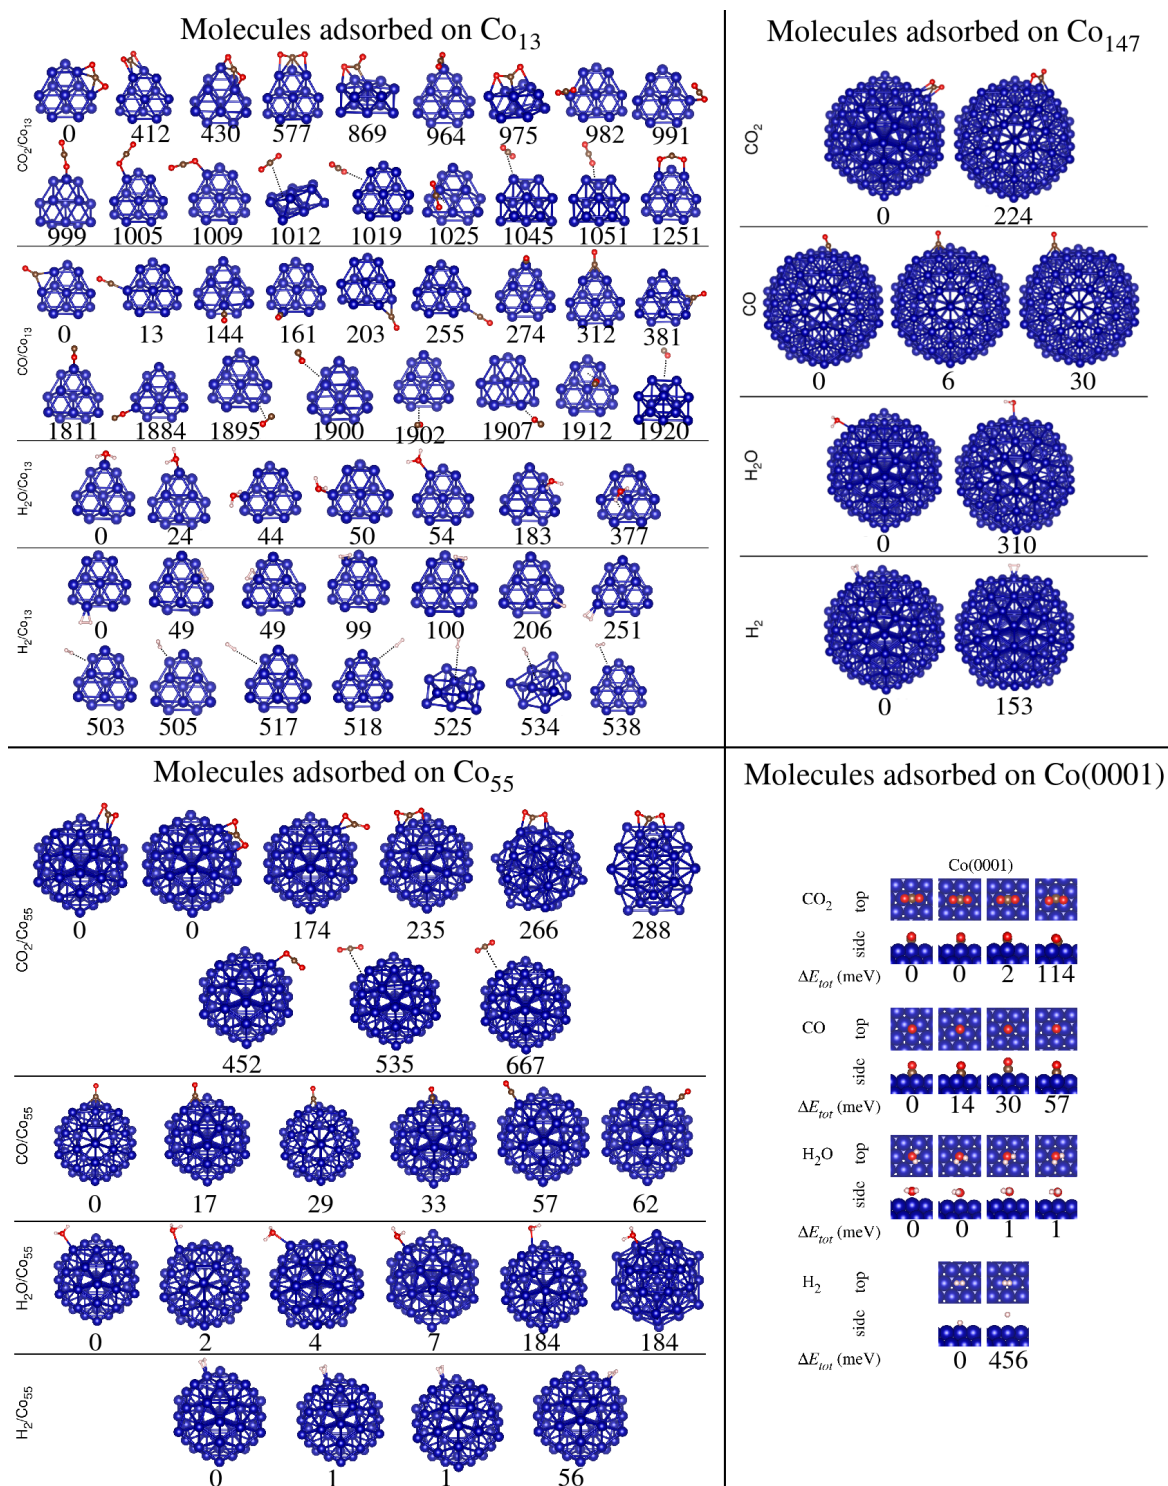 Molecules adsorbed on Co13
CO2/Co13
0 412 430 577 869 964 975 982 991
999 1005 1009 1012 1019 1025 1045 1051 1251
CO/Co13
0 13 144 161 203 255 274 312 381
1811 1884 1895 1900 1902 1907 1912 1920
H2O/Co13
0 24 44 50 54 183 377
H2/Co13
0 49 49 99 100 206 251
503 505 517 518 525 534 538
Molecules adsorbed on Co147
CO2
0 224
CO
0 6 30
H2O
0 310
H2
0 153
Molecules adsorbed on Co55
CO2/Co55
0 0 174 235 266 288
452 535 667
CO/Co55
0 17 29 33 57 62
H2O/Co55
0 2 4 7 184 184
H2/Co55
0 1 1 56
Molecules adsorbed on Co(0001)
Co(0001)
CO2 top
side
ΔEtot (meV) 0 0 2 114
CO top
side
ΔEtot (meV) 0 14 30 57
H2O top
side
ΔEtot (meV) 0 0 1 1
H2 top
side
ΔEtot (meV) 0 456